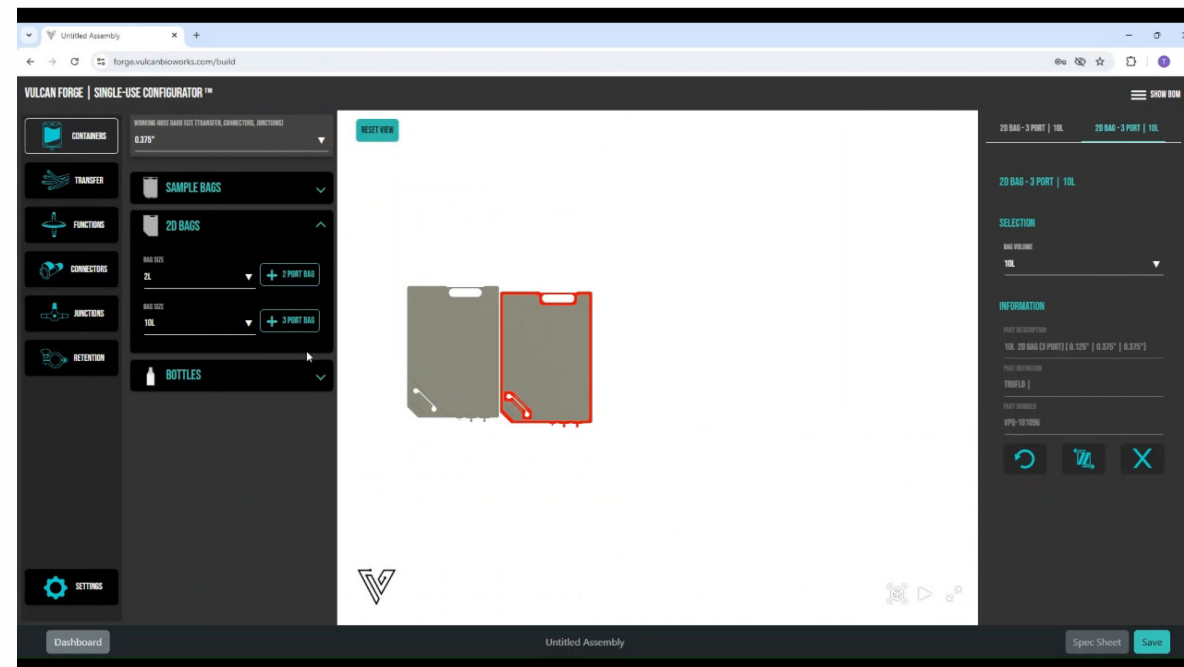 Untitled Assembly
forge.vulcanbioworks.com/build
VULCAN FORGE | SINGLE-USE CONFIGURATOR ™
SHOW BOM
CONTAINERS
TRANSFER
FUNCTIONS
CONNECTORS
JUNCTIONS
RETENTION
SETTINGS
WORKING HOSE BARB SIZE (TRANSFER, CONNECTORS, JUNCTIONS)
0.375"
SAMPLE BAGS
2D BAGS
BAG SIZE
2L
+ 2 PORT BAG
BAG SIZE
10L
+ 3 PORT BAG
BOTTLES
RESET VIEW
2D BAG - 3 PORT | 10L
2D BAG - 3 PORT | 10L
2D BAG - 3 PORT | 10L
SELECTION
BAG VOLUME
10L
INFORMATION
PART DESCRIPTION
10L 2D BAG (3 PORT) [ 0.125" | 0.375" | 0.375"]
PART DEFINITION
TRUFLO |
PART NUMBER
VPQ-101096
Dashboard
Untitled Assembly
Spec Sheet
Save